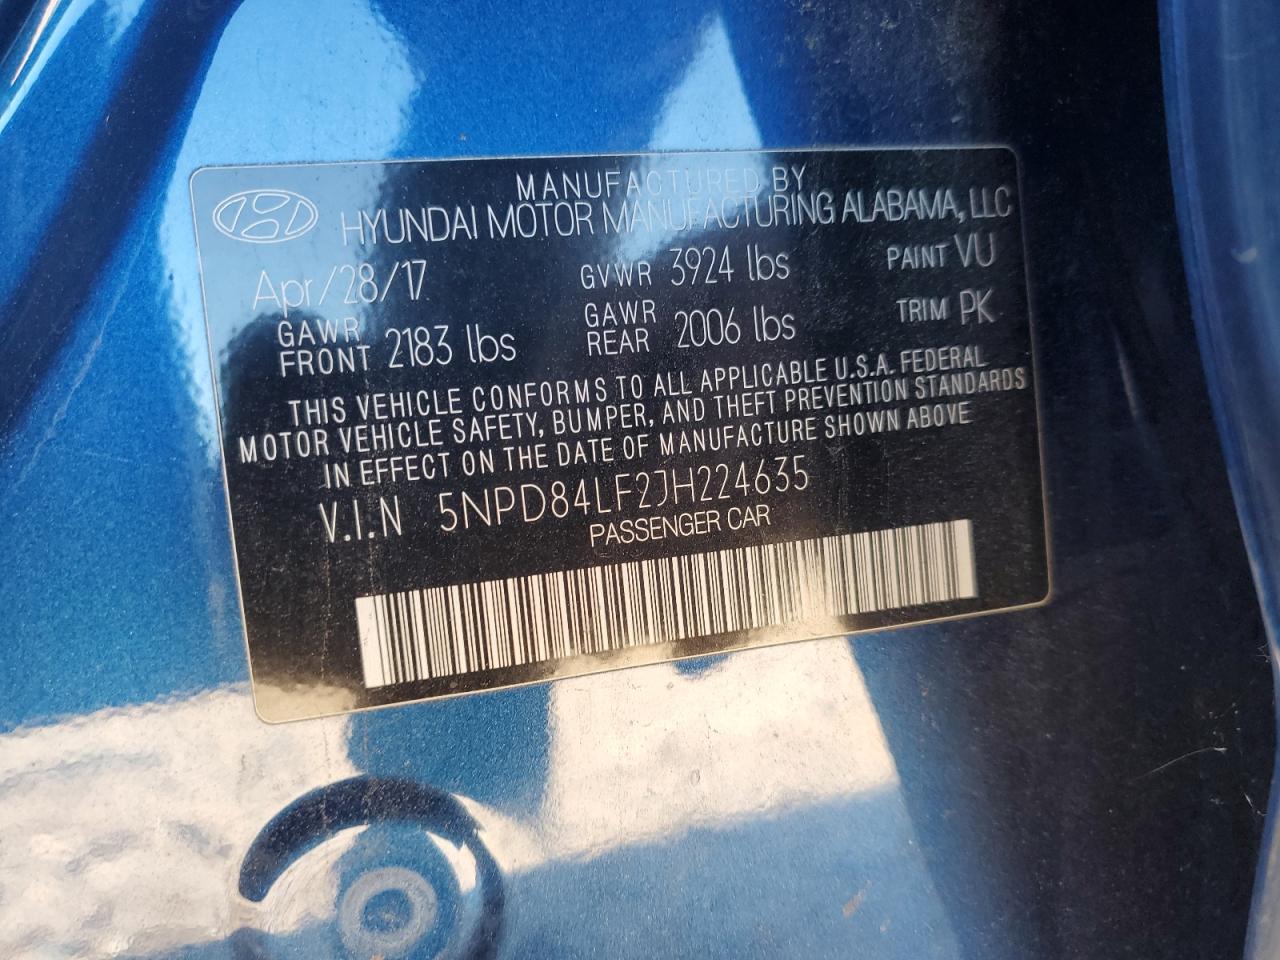 MANUFACTURED BY
HYUNDAI MOTOR MANUFACTURING ALABAMA, LLC
Apr/28/17 GVWR 3924 lbs PAINT VU
GAWR FRONT 2183 lbs GAWR REAR 2006 lbs TRIM PK
THIS VEHICLE CONFORMS TO ALL APPLICABLE U.S.A. FEDERAL
MOTOR VEHICLE SAFETY, BUMPER, AND THEFT PREVENTION STANDARDS
IN EFFECT ON THE DATE OF MANUFACTURE SHOWN ABOVE
V.I.N 5NPD84LF2JH224635
PASSENGER CAR